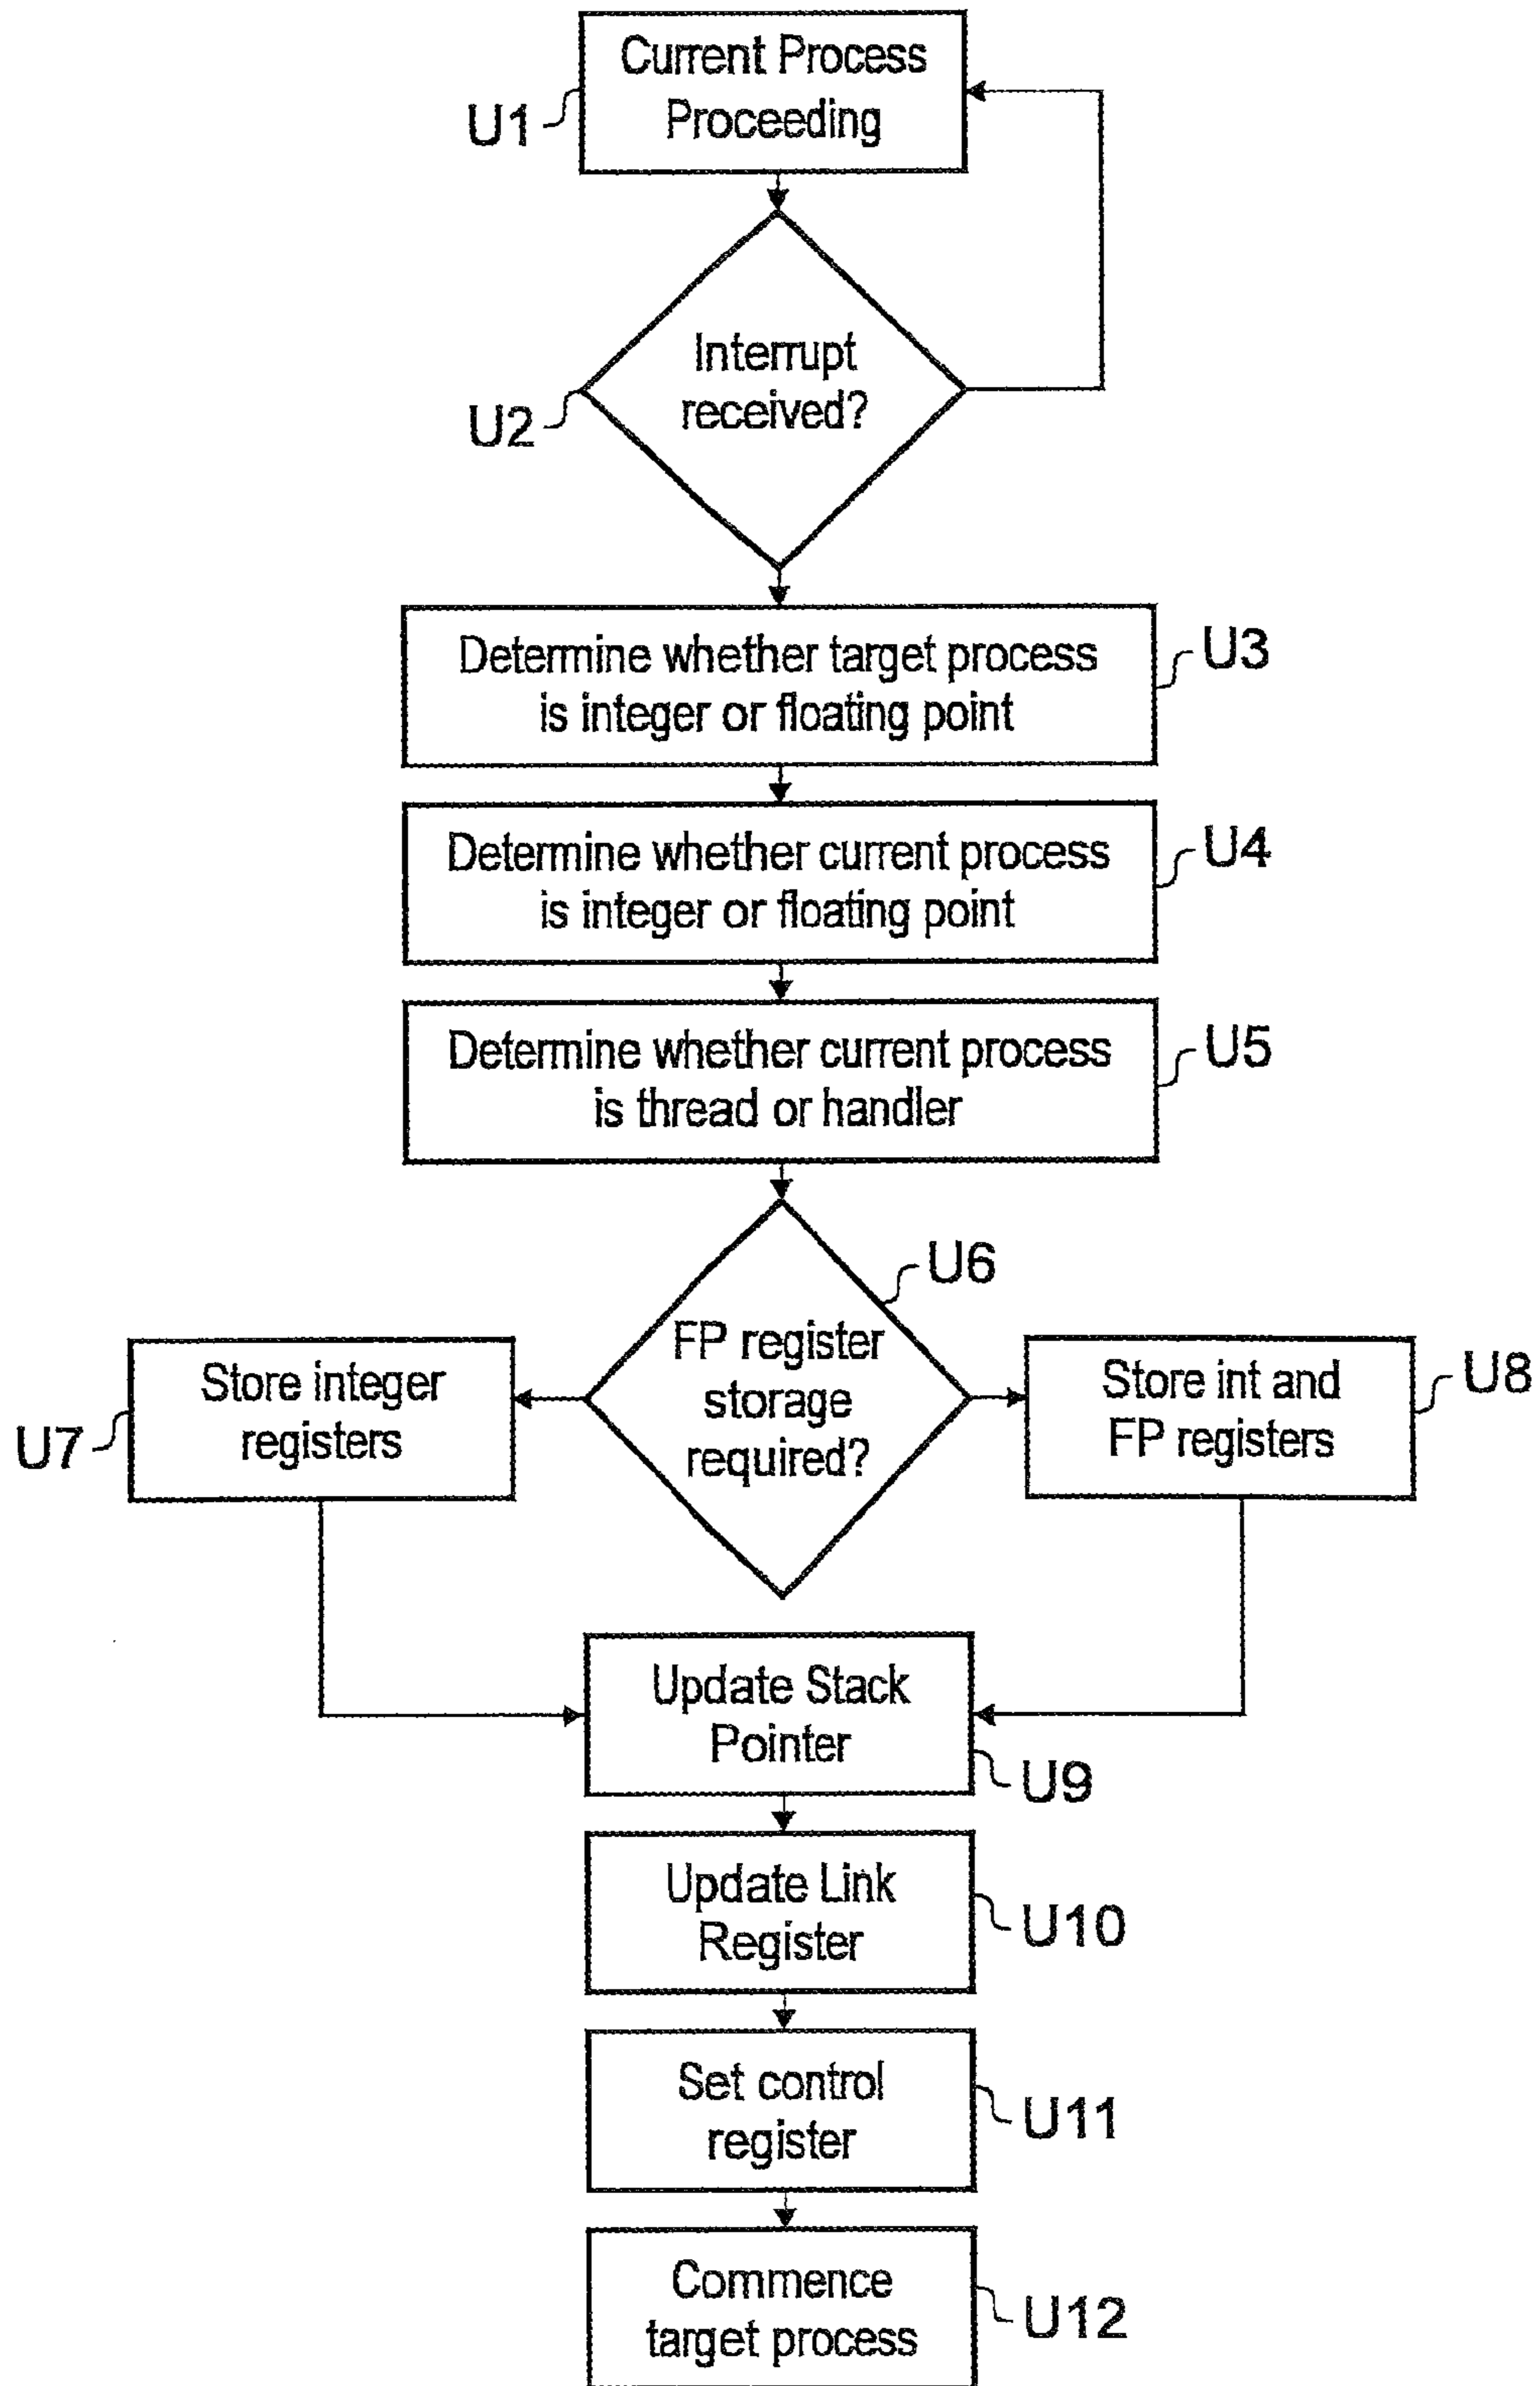 Current Process
Proceeding
U1
Interrupt
received?
U2
Determine whether target process
is integer or floating point
U3
Determine whether current process
is integer or floating point
U4
Determine whether current process
is thread or handler
U5
U6
FP register
storage
required?
Store integer
registers
U7
Store int and
FP registers
U8
Update Stack
Pointer
U9
Update Link
Register
U10
Set control
register
U11
Commence
target process
U12